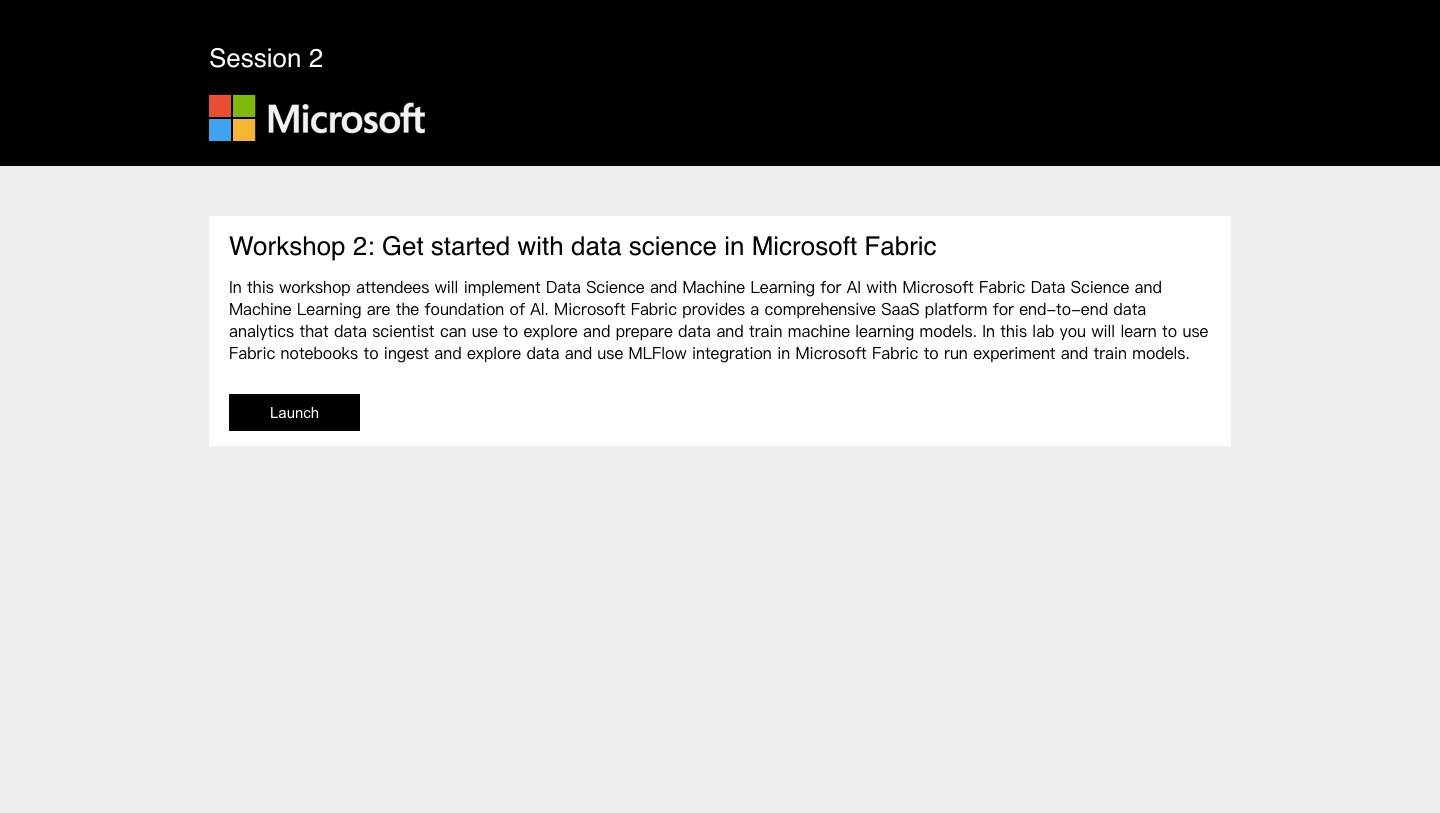 Session 2
Microsoft
Workshop 2: Get started with data science in Microsoft Fabric
In this workshop attendees will implement Data Science and Machine Learning for AI with Microsoft Fabric Data Science and
Machine Learning are the foundation of AI. Microsoft Fabric provides a comprehensive SaaS platform for end-to-end data
analytics that data scientist can use to explore and prepare data and train machine learning models. In this lab you will learn to use
Fabric notebooks to ingest and explore data and use MLFlow integration in Microsoft Fabric to run experiment and train models.
Launch